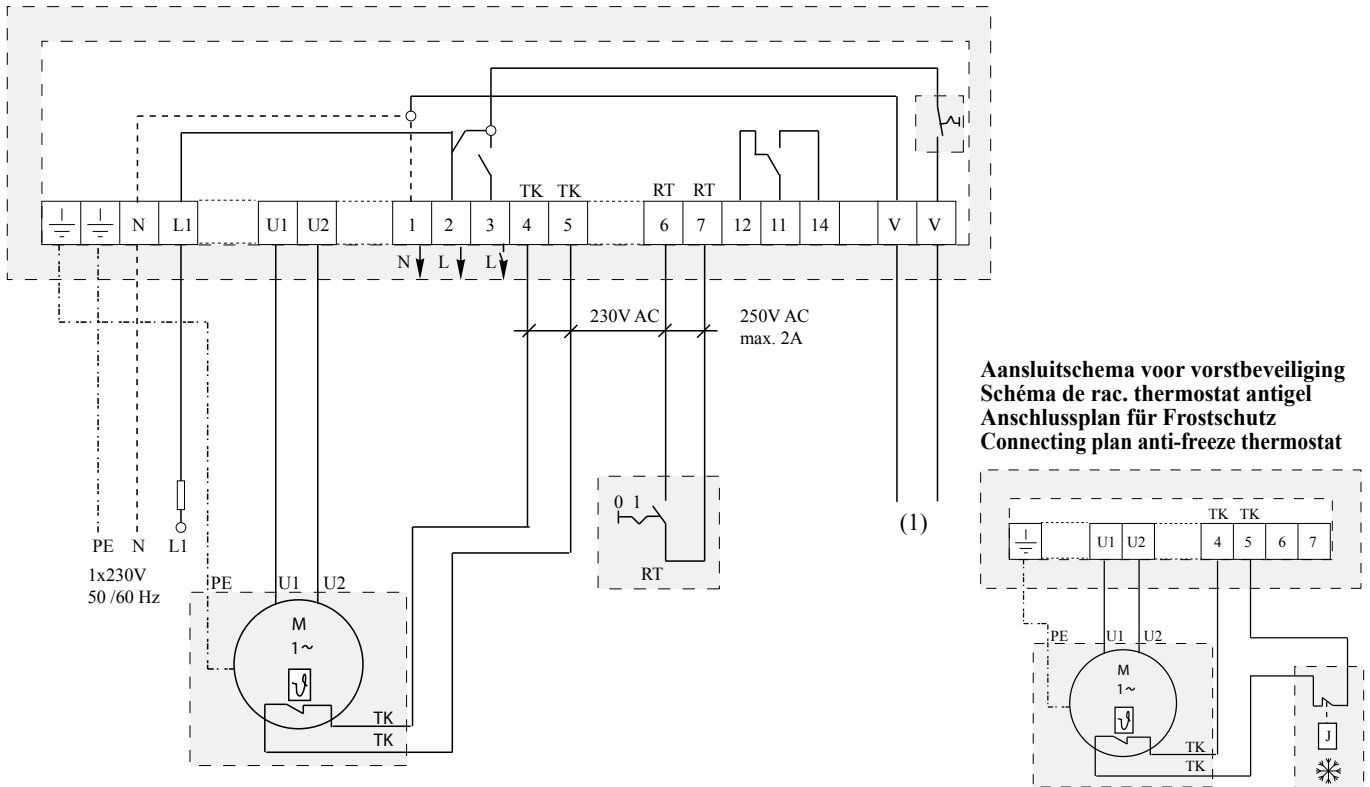 TK TK RT RT
N L1 U1 U2 1 2 3 4 5 6 7 12 11 14 V V
N L L
230V AC
250V AC
max. 2A
Aansluitschema voor vorstbeveiliging
Schéma de rac. thermostat antigel
Anschlussplan für Frostschutz
Connecting plan anti-freeze thermostat
0 1
RT
(1)
PE N L1
1x230V
50 /60 Hz
PE U1 U2
M
1~
ϑ
TK
TK
TK TK
U1 U2 4 5 6 7
PE U1 U2
M
1~
ϑ
TK
TK
J